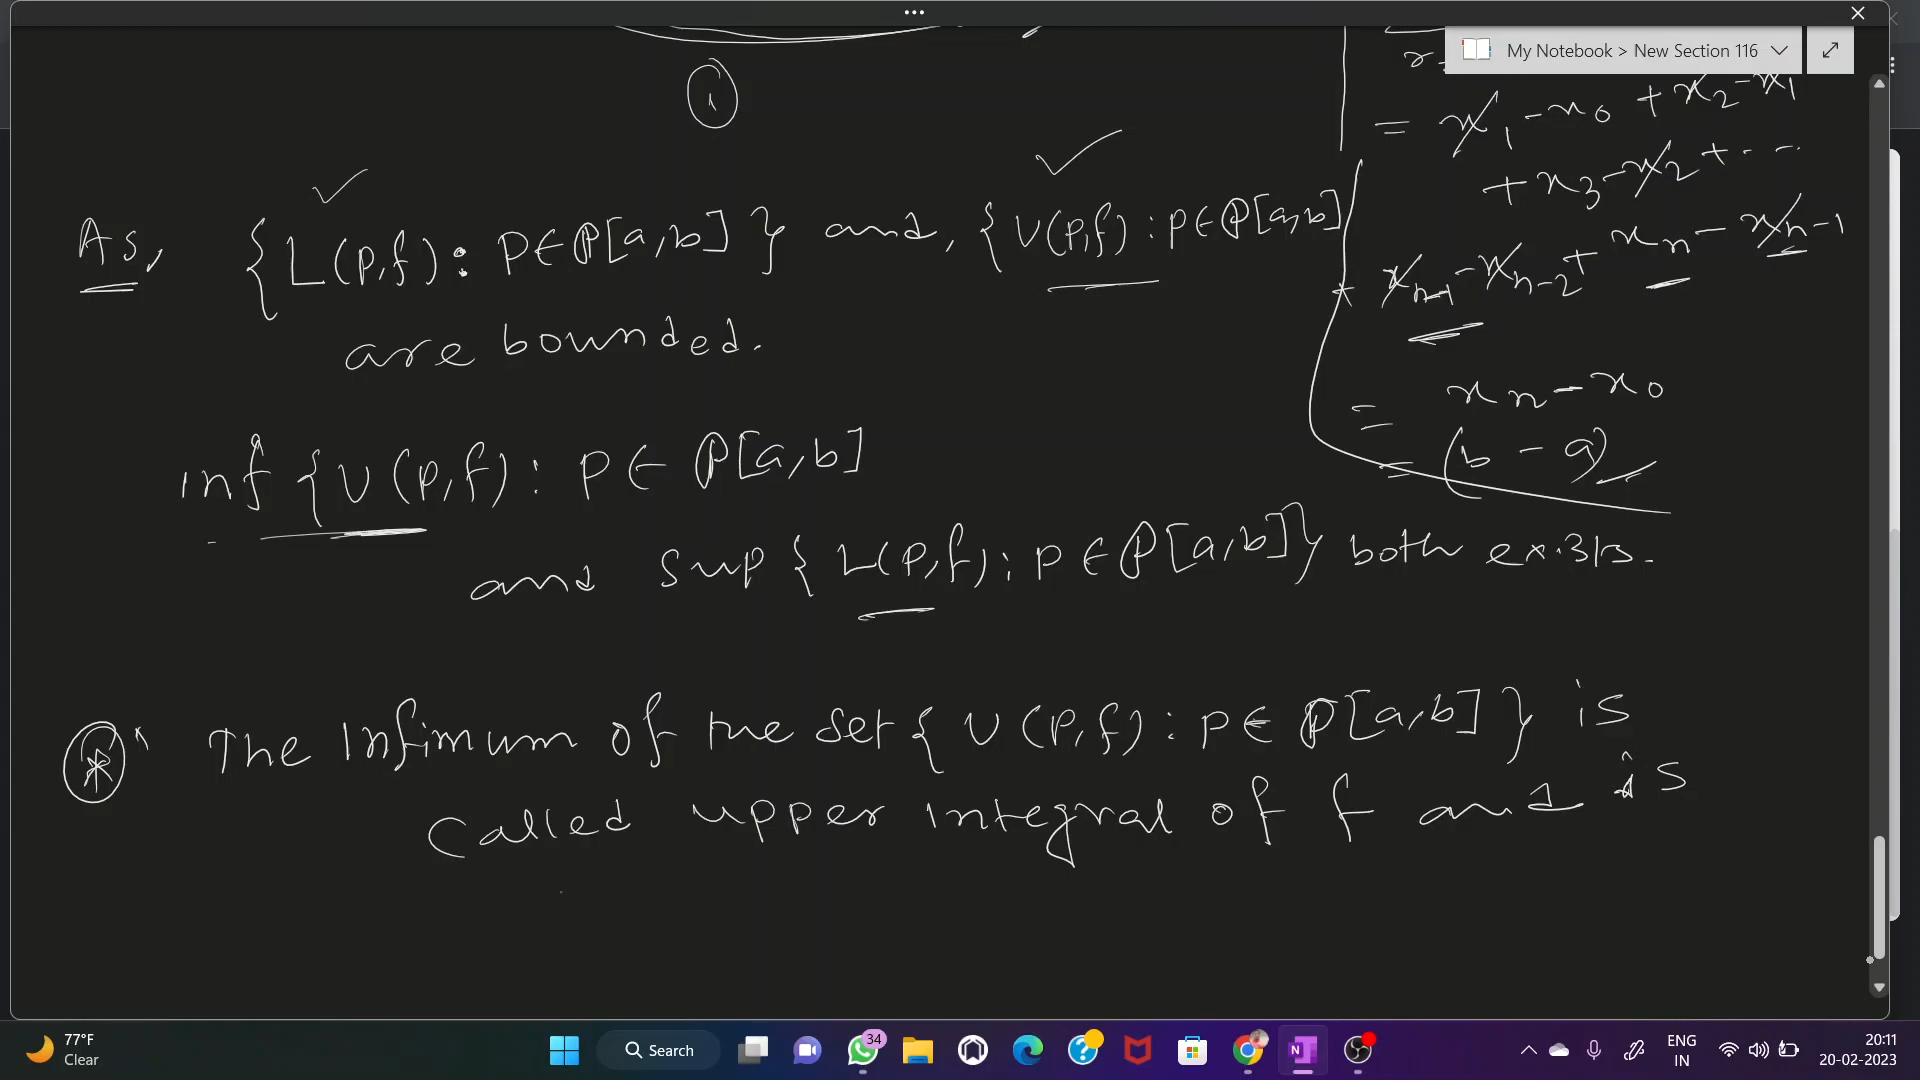 My Notebook > New Section 116
= x₁ - x₀ + x₂ - x₁
+ x₃ - x₂ + ...
+ xₙ₋₁ - xₙ₋₂ + xₙ - xₙ₋₁
= xₙ - x₀
= (b - a)
①
As, {L(P,f): P∈ℙ[a,b]} and, {U(P,f): P∈ℙ[a,b]
are bounded.
inf {U(P,f): P∈ℙ[a,b]
and sup {L(P,f): P∈ℙ[a,b]} both exists.
The Infimum of the set {U(P,f): P∈ℙ[a,b]} is
called upper integral of f and is
77°F
Clear
Search
34
ENG
IN
20:11
20-02-2023